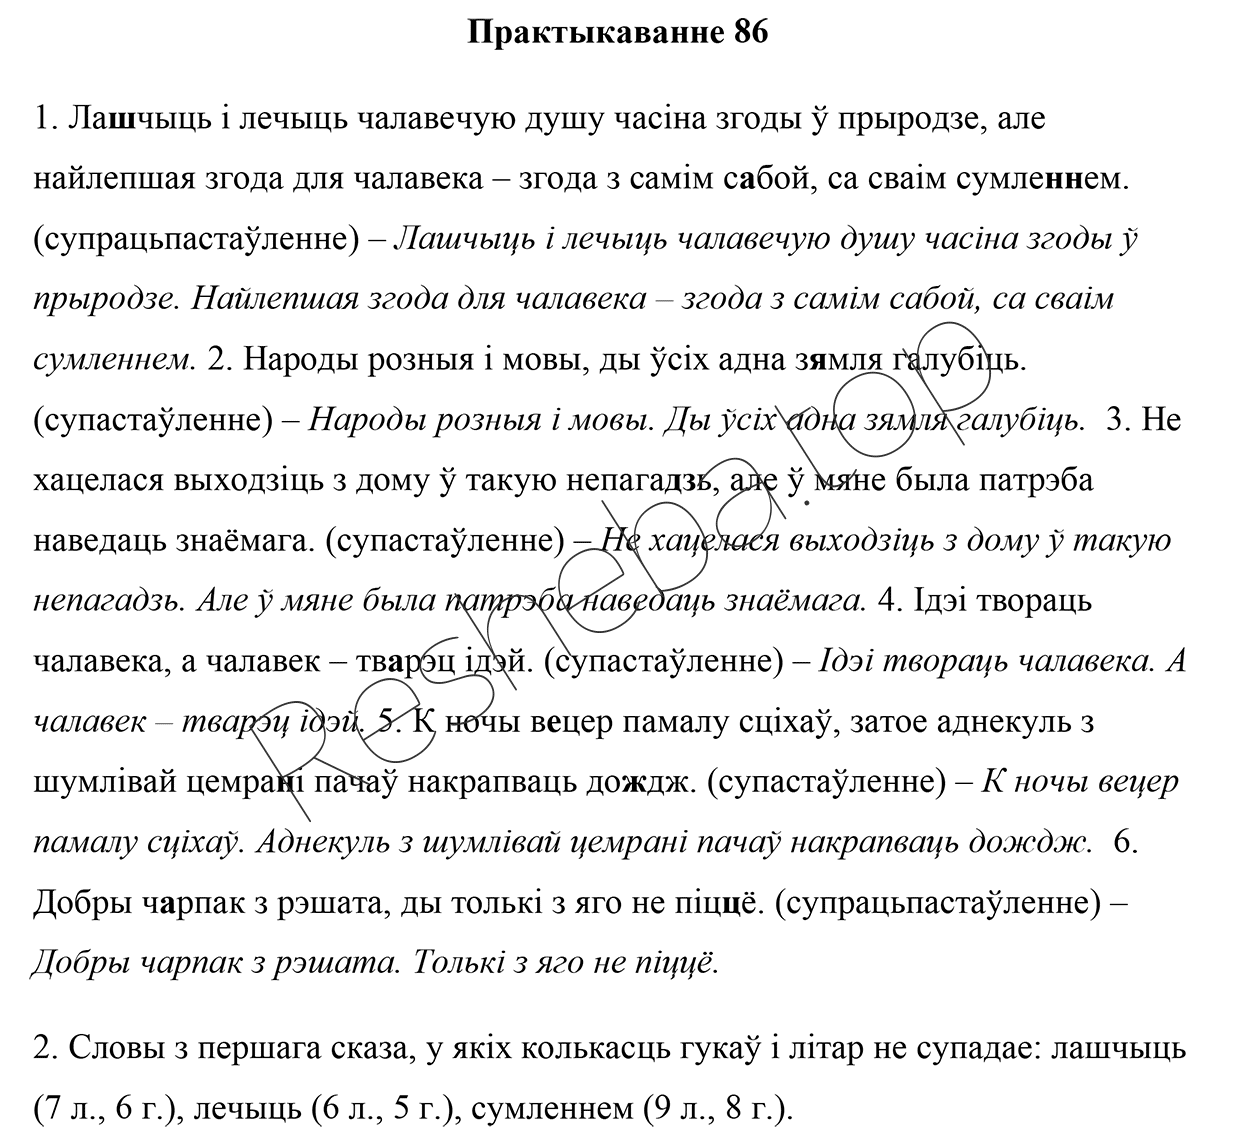 Практыкаванне 86
1. Лашчыць і лечыць чалавечую душу часіна згоды ў прыродзе, але
найлепшая згода для чалавека – згода з самім сабой, са сваім сумленнем.
(супрацьпастаўленне) – Лашчыць і лечыць чалавечую душу часіна згоды ў
прыродзе. Найлепшая згода для чалавека – згода з самім сабой, са сваім
сумленнем. 2. Народы розныя і мовы, ды ўсіх адна зямля галубіць.
(супастаўленне) – Народы розныя і мовы. Ды ўсіх адна зямля галубіць. 3. Не
хацелася выходзіць з дому ў такую непагадзь, але ў мяне была патрэба
наведаць знаёмага. (супастаўленне) – Не хацелася выходзіць з дому ў такую
непагадзь. Але ў мяне была патрэба наведаць знаёмага. 4. Ідэі твораць
чалавека, а чалавек – тварэц ідэй. (супастаўленне) – Ідэі твораць чалавека. А
чалавек – тварэц ідэй. 5. К ночы вецер памалу сціхаў, затое аднекуль з
шумлівай цемрані пачаў накрапваць дождж. (супастаўленне) – К ночы вецер
памалу сціхаў. Аднекуль з шумлівай цемрані пачаў накрапваць дождж. 6.
Добры чарпак з рэшата, ды толькі з яго не піццё. (супрацьпастаўленне) –
Добры чарпак з рэшата. Толькі з яго не піццё.
2. Словы з першага сказа, у якіх колькасць гукаў і літар не супадае: лашчыць
(7 л., 6 г.), лечыць (6 л., 5 г.), сумленнем (9 л., 8 г.).
Resheba.top